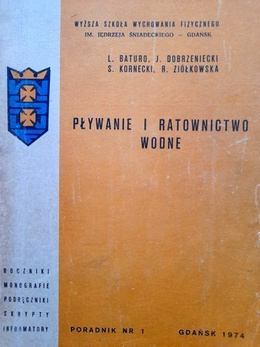 WYŻSZA SZKOŁA WYCHOWANIA FIZYCZNEGO
IM. JĘDRZEJA ŚNIADECKIEGO – GDAŃSK
L. BATURO, J. DOBRZENIECKI
S. KORNECKI, R. ZIÓŁKOWSKA
PŁYWANIE I RATOWNICTWO
WODNE
ROCZNIKI
MONOGRAFIE
PODRĘCZNIKI
SKRYPTY
INFORMATORY
PORADNIK NR 1 GDAŃSK 1974